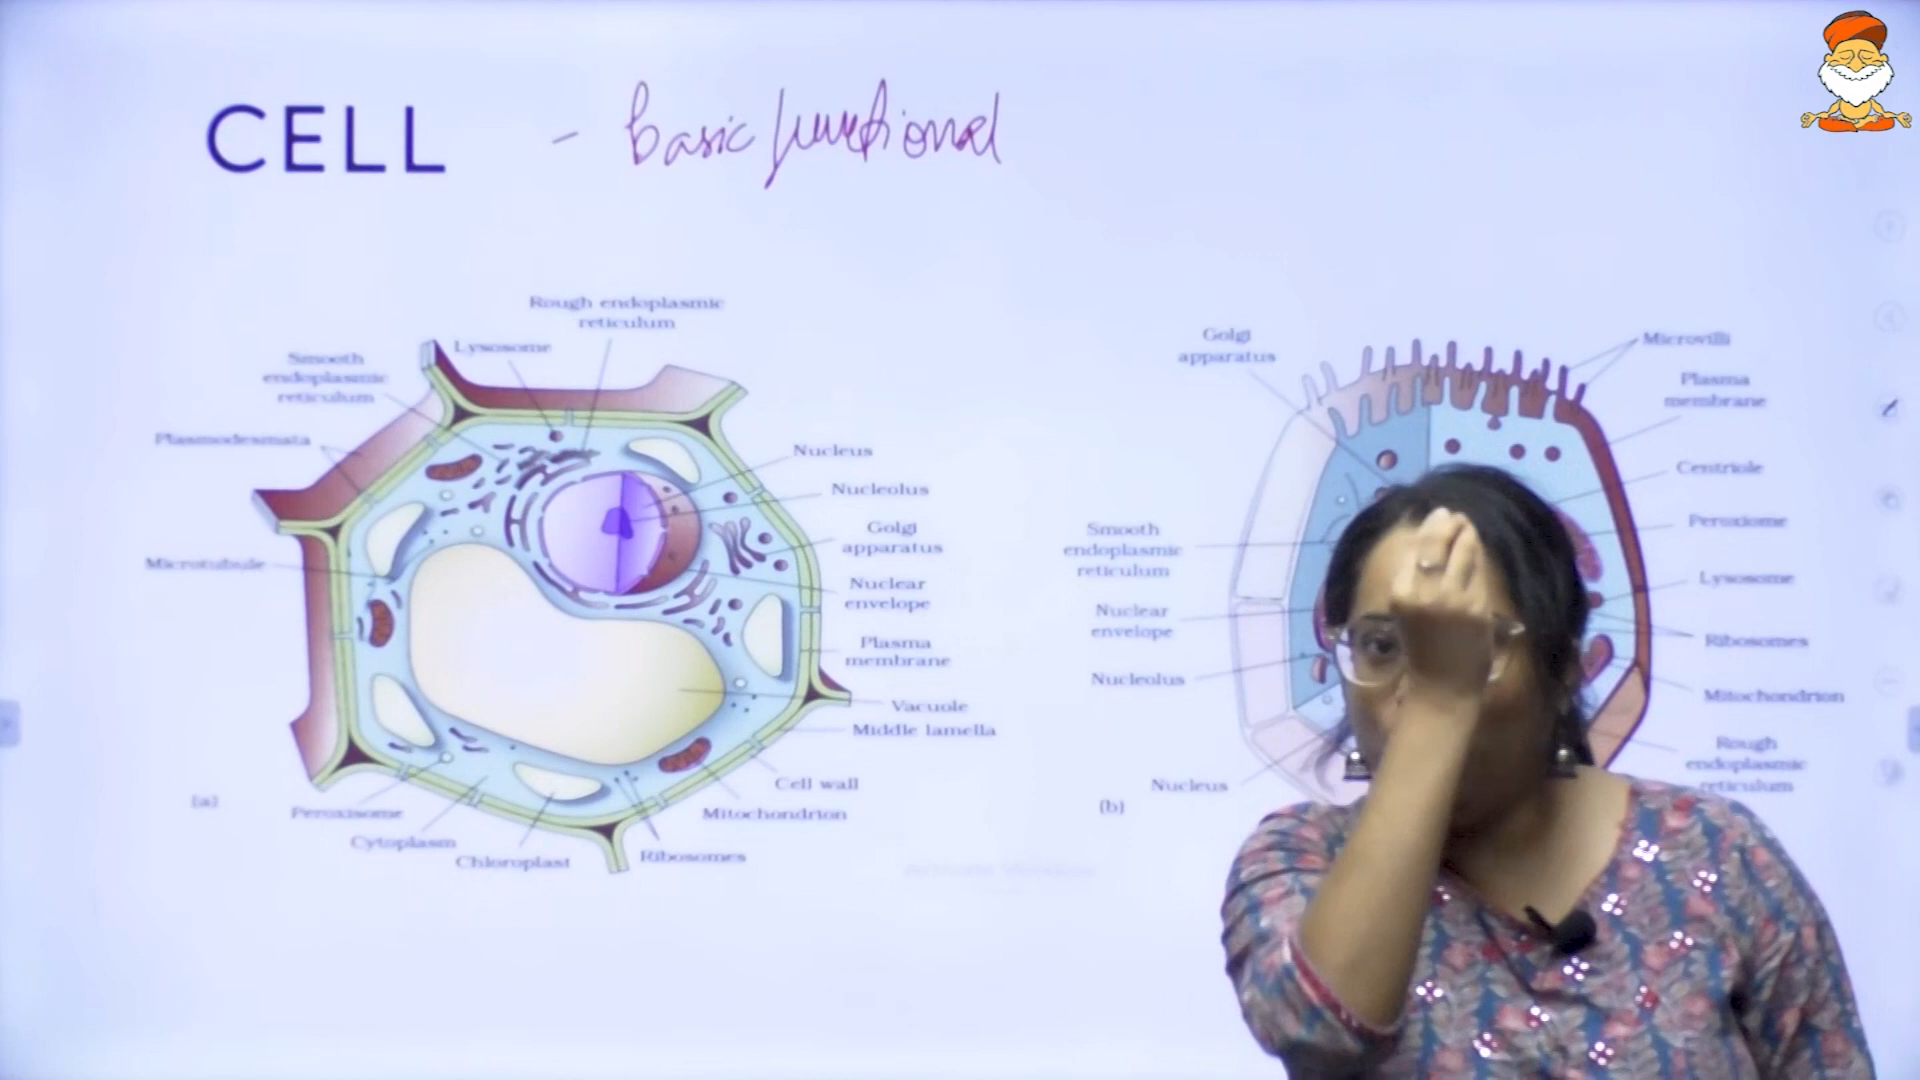 CELL - basic functional
Rough endoplasmic
reticulum
Lysosome
Smooth
endoplasmic
reticulum
Plasmodesmata
Microtubule
Nucleus
Nucleolus
Golgi
apparatus
Nuclear
envelope
Plasma
membrane
Vacuole
Middle lamella
Cell wall
Mitochondrion
Ribosomes
Chloroplast
Cytoplasm
Peroxisome
(a)
Golgi
apparatus
Microvilli
Plasma
membrane
Centriole
Peroxiome
Lysosome
Ribosomes
Mitochondrion
Rough
endoplasmic
reticulum
Smooth
endoplasmic
reticulum
Nuclear
envelope
Nucleolus
Nucleus
(b)